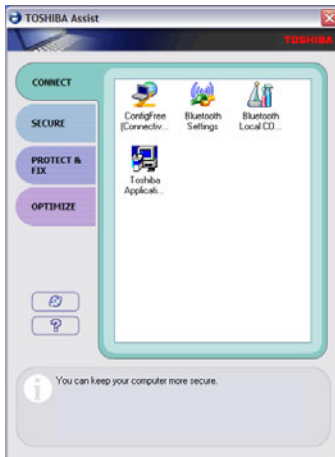 TOSHIBA Assist
TOSHIBA
CONNECT
SECURE
PROTECT &
FIX
OPTIMIZE
ConfigFree
(Connectiv...
Bluetooth
Settings
Bluetooth
Local CO...
Toshiba
Applicati...
?
i
You can keep your computer more secure.